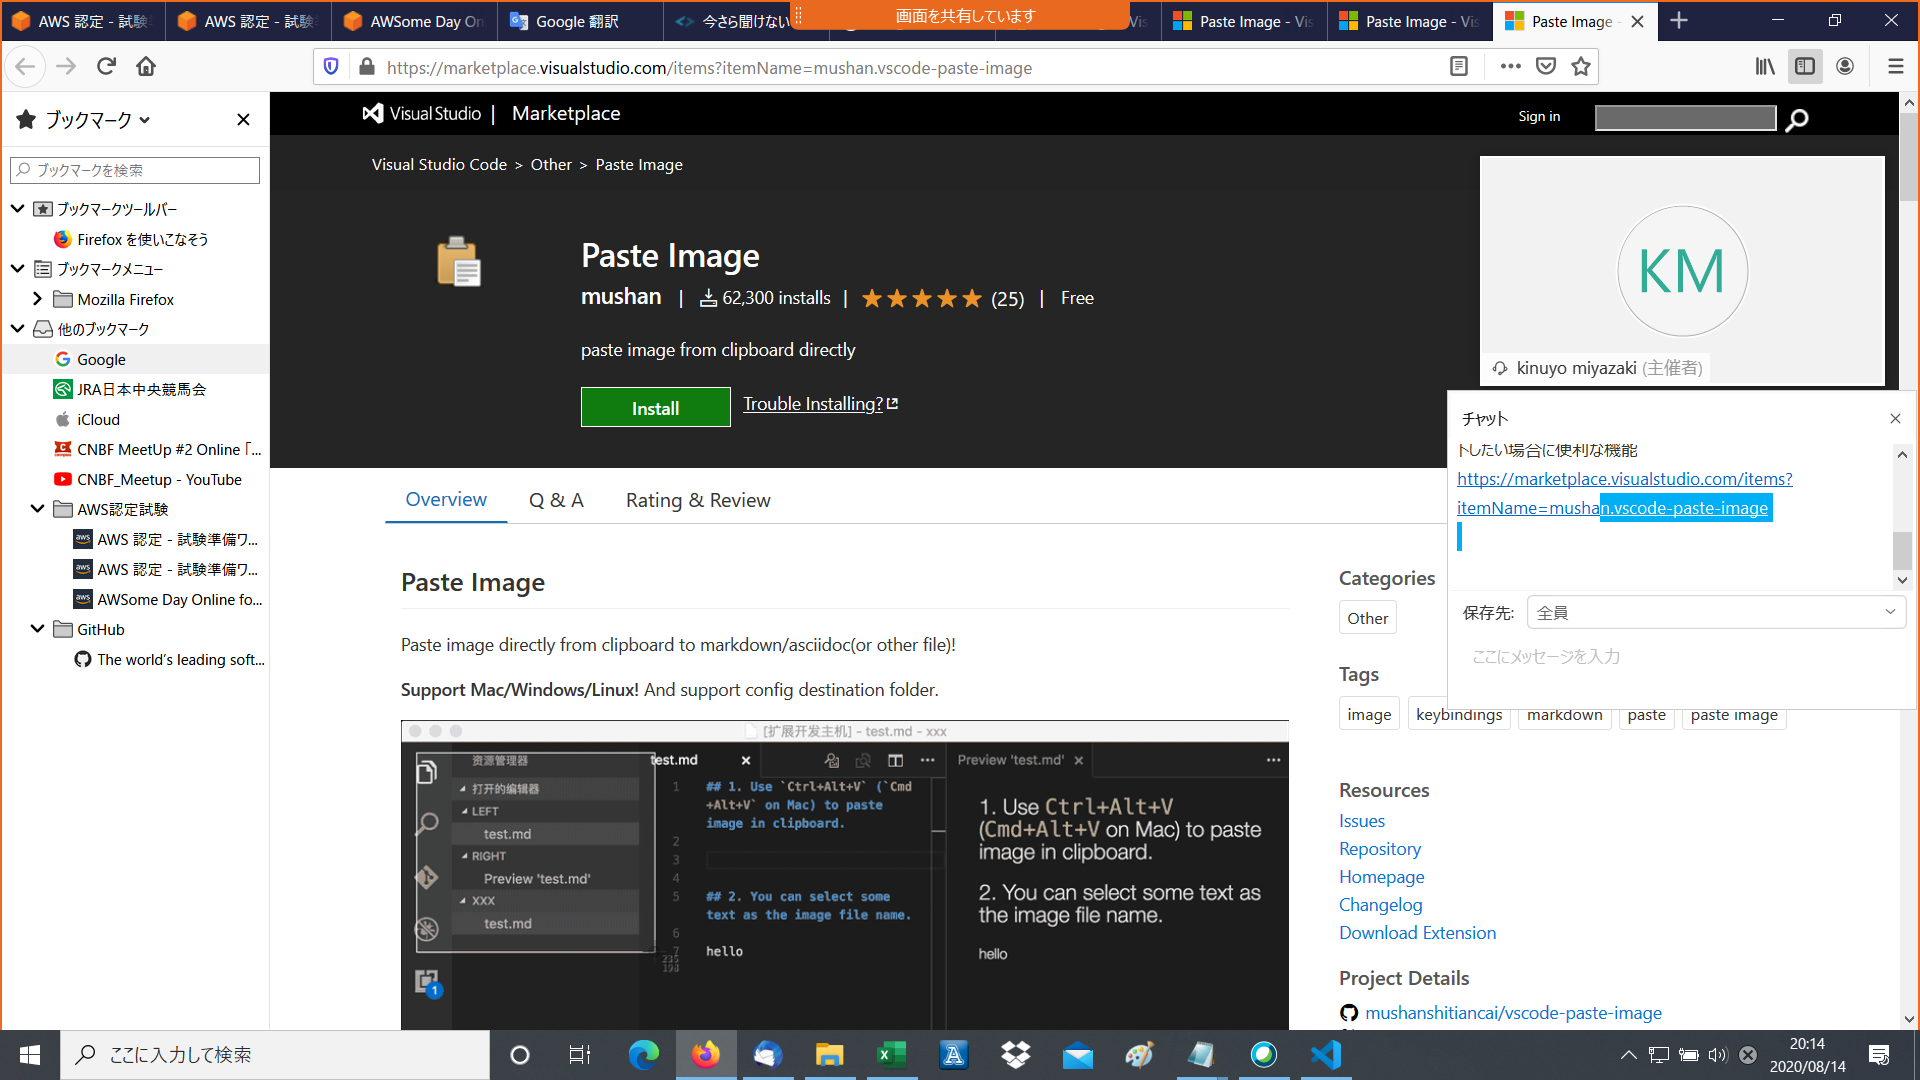 AWS 認定 - 試験
AWS 認定 - 試験
AWSome Day On
Google 翻訳
今さら聞けない
画面を共有しています
Vis
Paste Image - Vis
Paste Image - Vis
Paste Image -
https://marketplace.visualstudio.com/items?itemName=mushan.vscode-paste-image
ブックマーク
ブックマークを検索
ブックマークツールバー
Firefox を使いこなそう
ブックマークメニュー
Mozilla Firefox
他のブックマーク
Google
JRA日本中央競馬会
iCloud
CNBF MeetUp #2 Online「...
CNBF_Meetup - YouTube
AWS認定試験
AWS 認定 - 試験準備ワ...
AWS 認定 - 試験準備ワ...
AWSome Day Online fo...
GitHub
The world's leading soft...
Visual Studio | Marketplace
Sign in
Visual Studio Code > Other > Paste Image
Paste Image
mushan | 62,300 installs | (25) | Free
paste image from clipboard directly
Install
Trouble Installing?
KM
kinuyo miyazaki (主催者)
チャット
トしたい場合に便利な機能
https://marketplace.visualstudio.com/items?
itemName=mushan.vscode-paste-image
保存先: 全員
ここにメッセージを入力
Overview
Q & A
Rating & Review
Paste Image
Paste image directly from clipboard to markdown/asciidoc(or other file)!
Support Mac/Windows/Linux! And support config destination folder.
[扩展开发主机] - test.md - xxx
资源管理器
打开的编辑器
LEFT
test.md
RIGHT
Preview 'test.md'
XXX
test.md
1
test.md
1 ## 1. Use `Ctrl+Alt+V` (`Cmd
+Alt+V` on Mac) to paste
image in clipboard.
2
3
4
5 ## 2. You can select some
text as the image file name.
6
7 hello
Preview 'test.md'
1. Use Ctrl+Alt+V
(Cmd+Alt+V on Mac) to paste
image in clipboard.
2. You can select some text as
the image file name.
hello
Categories
Other
Tags
image
keybindings
markdown
paste
paste image
Resources
Issues
Repository
Homepage
Changelog
Download Extension
Project Details
mushanshitiancai/vscode-paste-image
ここに入力して検索
20:14
2020/08/14